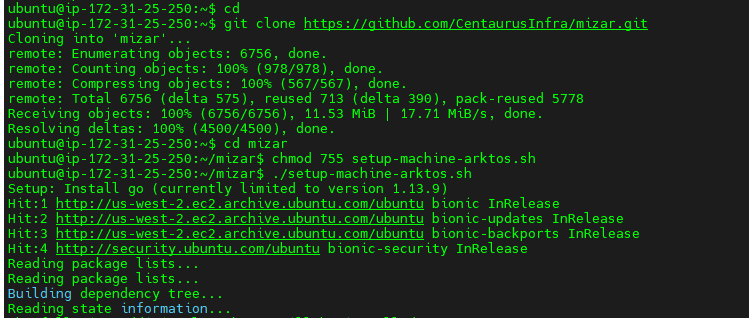 ubuntu@ip-172-31-25-250:~$ cd
ubuntu@ip-172-31-25-250:~$ git clone https://github.com/CentaurusInfra/mizar.git
Cloning into 'mizar'...
remote: Enumerating objects: 6756, done.
remote: Counting objects: 100% (978/978), done.
remote: Compressing objects: 100% (567/567), done.
remote: Total 6756 (delta 575), reused 713 (delta 390), pack-reused 5778
Receiving objects: 100% (6756/6756), 11.53 MiB | 17.71 MiB/s, done.
Resolving deltas: 100% (4500/4500), done.
ubuntu@ip-172-31-25-250:~$ cd mizar
ubuntu@ip-172-31-25-250:~/mizar$ chmod 755 setup-machine-arktos.sh
ubuntu@ip-172-31-25-250:~/mizar$ ./setup-machine-arktos.sh
Setup: Install go (currently limited to version 1.13.9)
Hit:1 http://us-west-2.ec2.archive.ubuntu.com/ubuntu bionic InRelease
Hit:2 http://us-west-2.ec2.archive.ubuntu.com/ubuntu bionic-updates InRelease
Hit:3 http://us-west-2.ec2.archive.ubuntu.com/ubuntu bionic-backports InRelease
Hit:4 http://security.ubuntu.com/ubuntu bionic-security InRelease
Reading package lists...
Reading package lists...
Building dependency tree...
Reading state information...